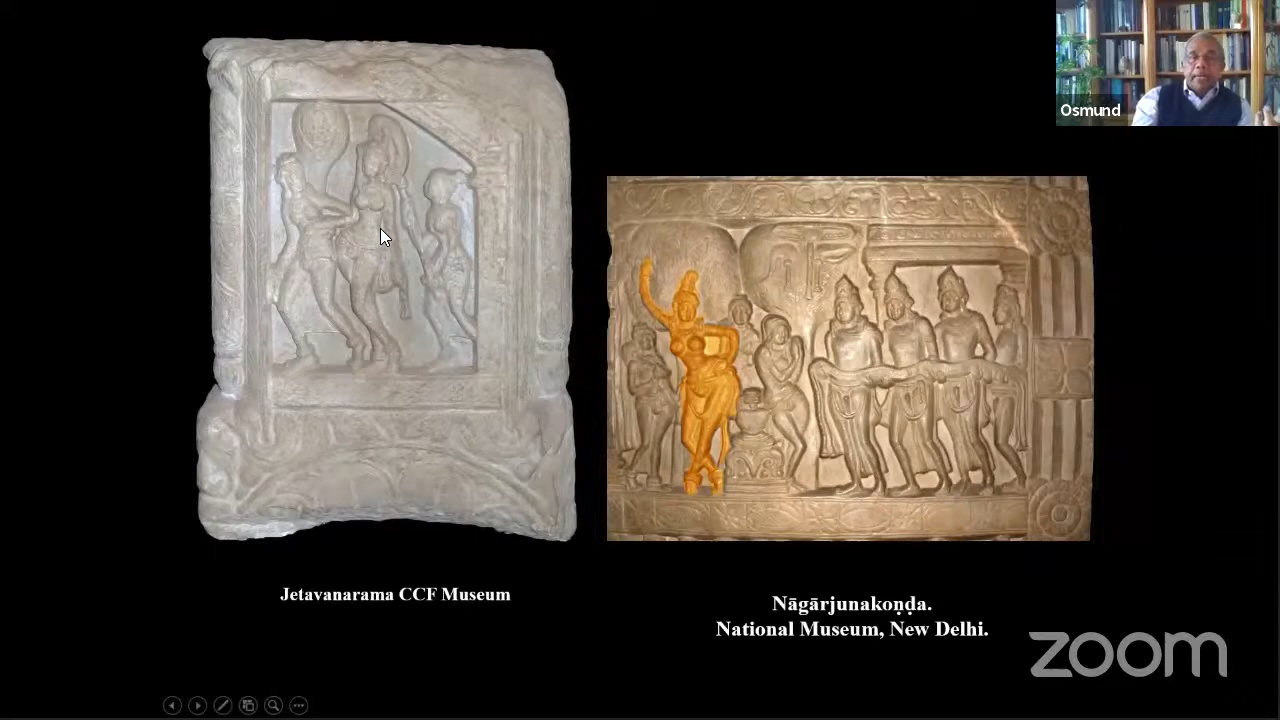 Osmund
Jetavanarama CCF Museum
Nāgārjunakoṇḍa.
National Museum, New Delhi.
zoom